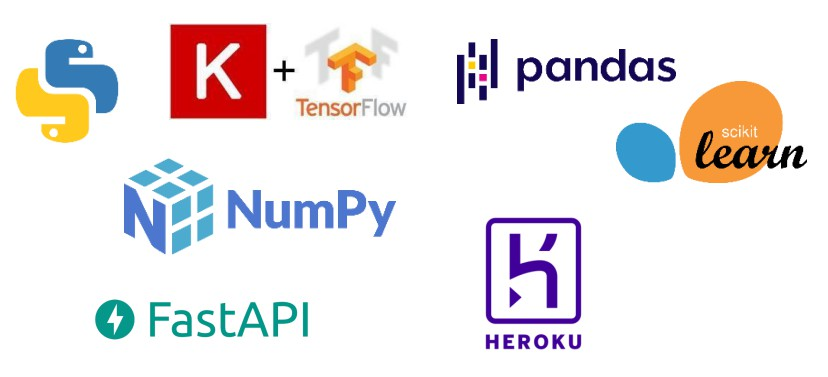 K + TensorFlow
pandas
scikit
learn
NumPy
FastAPI
HEROKU